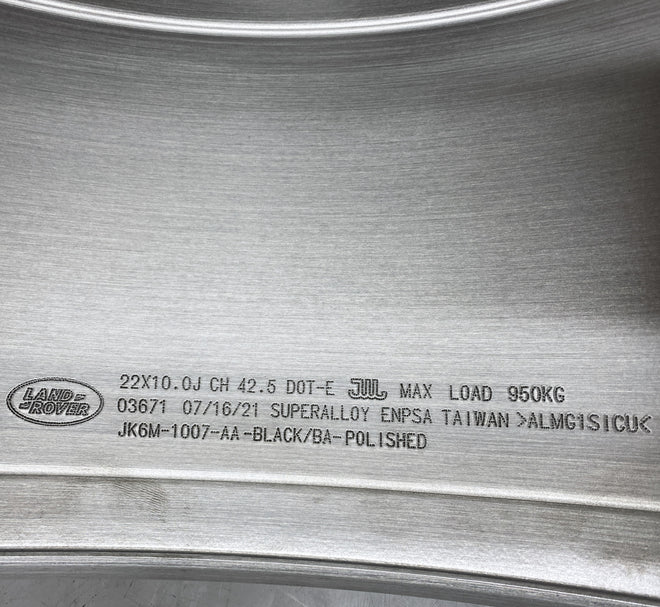 LAND
ROVER
22X10.0J CH 42.5 DOT-E JWL MAX LOAD 950KG
03671 07/16/21 SUPERALLOY ENPSA TAIWAN >ALMG1SICU<
JK6M-1007-AA-BLACK/BA-POLISHED